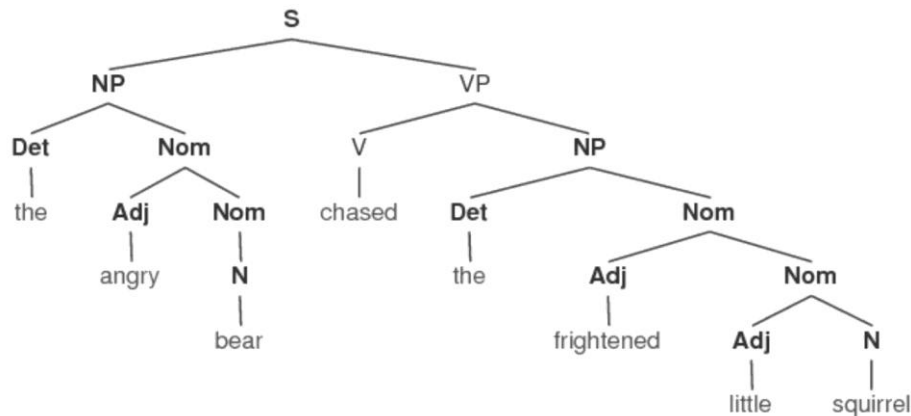 S
NP VP
Det Nom V NP
the Adj Nom chased Det Nom
angry N the Adj Nom
bear frightened Adj N
little squirrel